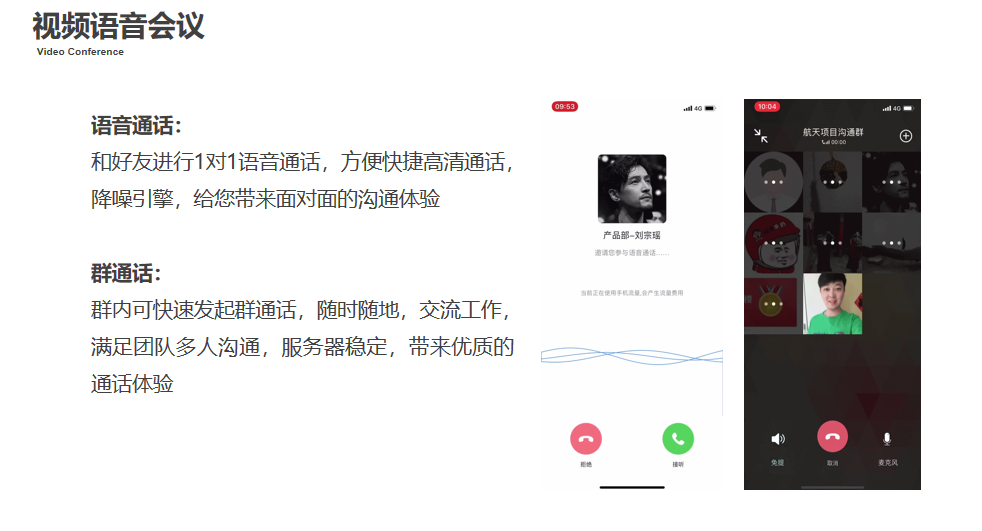 视频语音会议
Video Conference
语音通话：
和好友进行1对1语音通话，方便快捷高清通话，
降噪引擎，给您带来面对面的沟通体验
群通话：
群内可快速发起群通话，随时随地，交流工作，
满足团队多人沟通，服务器稳定，带来优质的
通话体验
09:53
4G
产品部-刘宗瑶
邀请您参与语音通话......
当前正在使用手机流量,会产生流量费用
拒绝
接听
10:04
4G
航天项目沟通群
00:00
免提
取消
麦克风